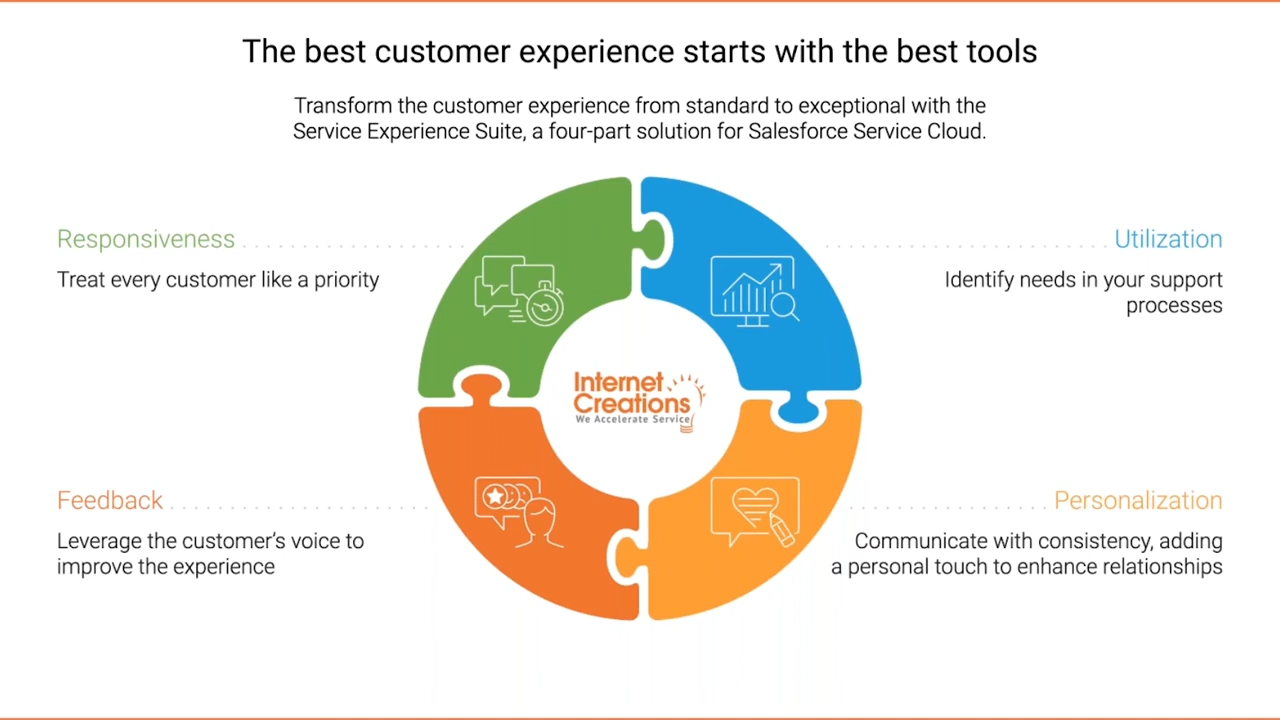 The best customer experience starts with the best tools
Transform the customer experience from standard to exceptional with the
Service Experience Suite, a four-part solution for Salesforce Service Cloud.
Responsiveness
Treat every customer like a priority
Utilization
Identify needs in your support
processes
Internet
Creations
We Accelerate Service
Feedback
Leverage the customer’s voice to
improve the experience
Personalization
Communicate with consistency, adding
a personal touch to enhance relationships